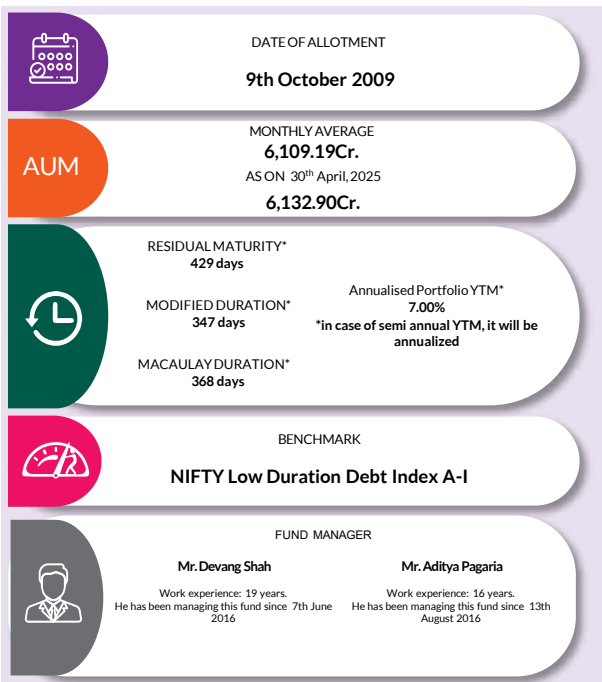 DATE OF ALLOTMENT
9th October 2009
AUM
MONTHLY AVERAGE
6,109.19Cr.
AS ON 30th April, 2025
6,132.90Cr.
RESIDUAL MATURITY*
429 days
MODIFIED DURATION*
347 days
MACAULAY DURATION*
368 days
Annualised Portfolio YTM*
7.00%
*in case of semi annual YTM, it will be
annualized
BENCHMARK
NIFTY Low Duration Debt Index A-I
FUND MANAGER
Mr. Devang Shah
Work experience: 19 years.
He has been managing this fund since 7th June
2016
Mr. Aditya Pagaria
Work experience: 16 years.
He has been managing this fund since 13th
August 2016